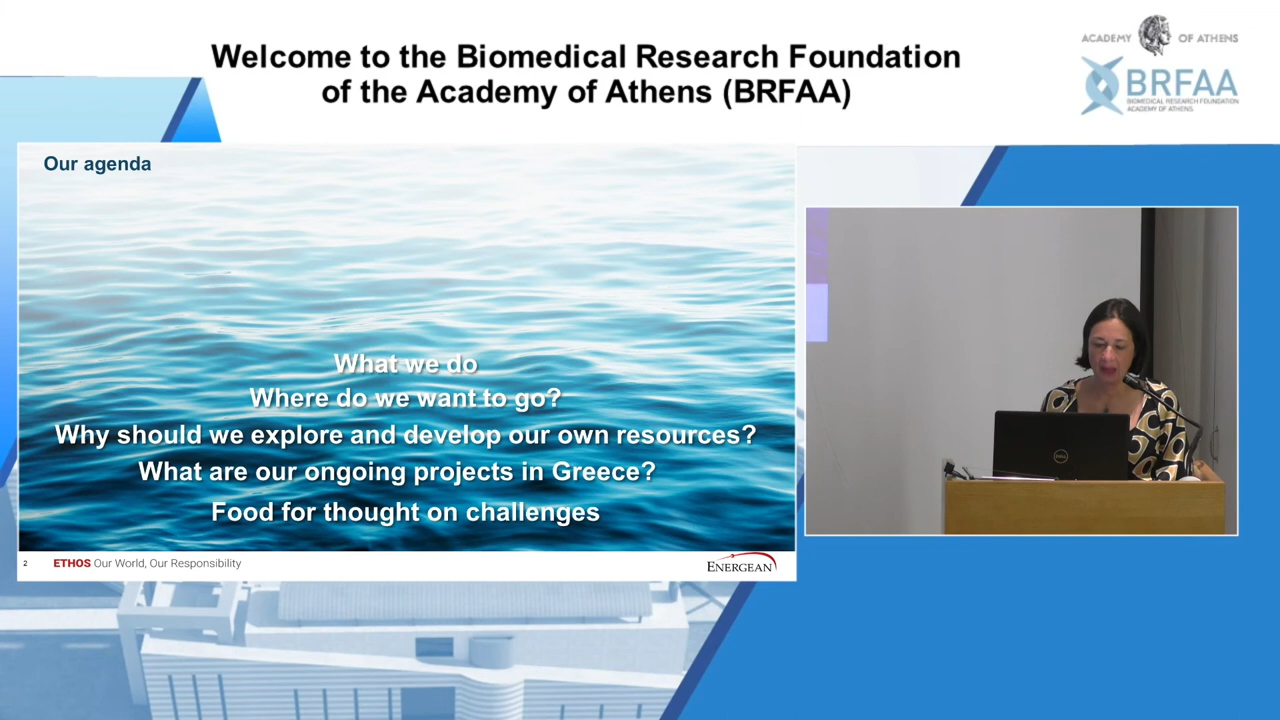 Welcome to the Biomedical Research Foundation
of the Academy of Athens (BRFAA)
ACADEMY OF ATHENS
BRFAA
BIOMEDICAL RESEARCH FOUNDATION
ACADEMY OF ATHENS
Our agenda
What we do
Where do we want to go?
Why should we explore and develop our own resources?
What are our ongoing projects in Greece?
Food for thought on challenges
2
ETHOS Our World, Our Responsibility
ENERGEAN
DELL